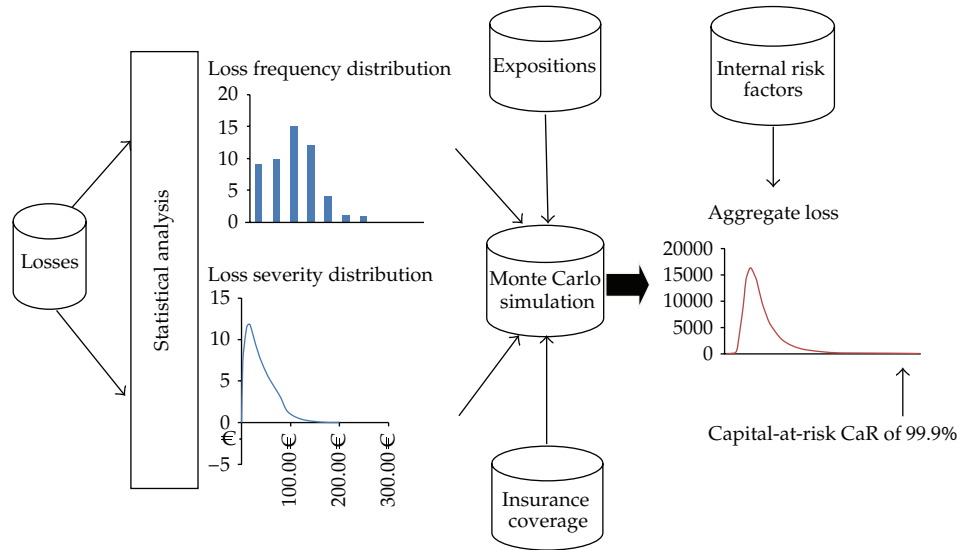 Losses
Statistical analysis
Loss frequency distribution
20
15
10
5
0
Loss severity distribution
15
10
5
0
−5
€
100.00 €
200.00 €
300.00 €
Expositions
Monte Carlo
simulation
Insurance
coverage
Internal risk
factors
Aggregate loss
20000
15000
10000
5000
0
Capital-at-risk CaR of 99.9%